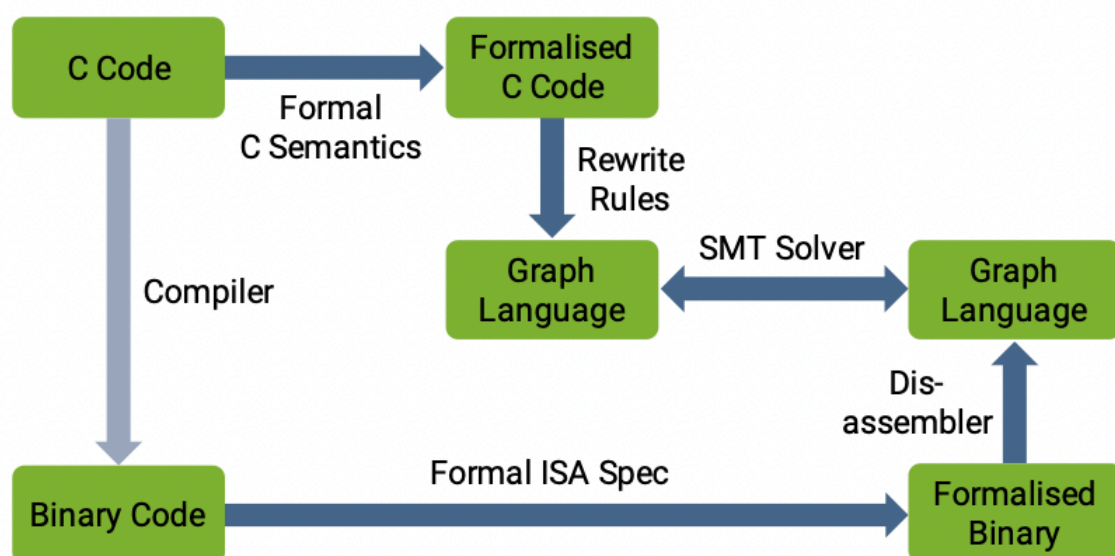 C Code
Formalised
C Code
Formal
C Semantics
Rewrite
Rules
SMT Solver
Graph
Language
Graph
Language
Compiler
Dis-
assembler
Formal ISA Spec
Binary Code
Formalised
Binary